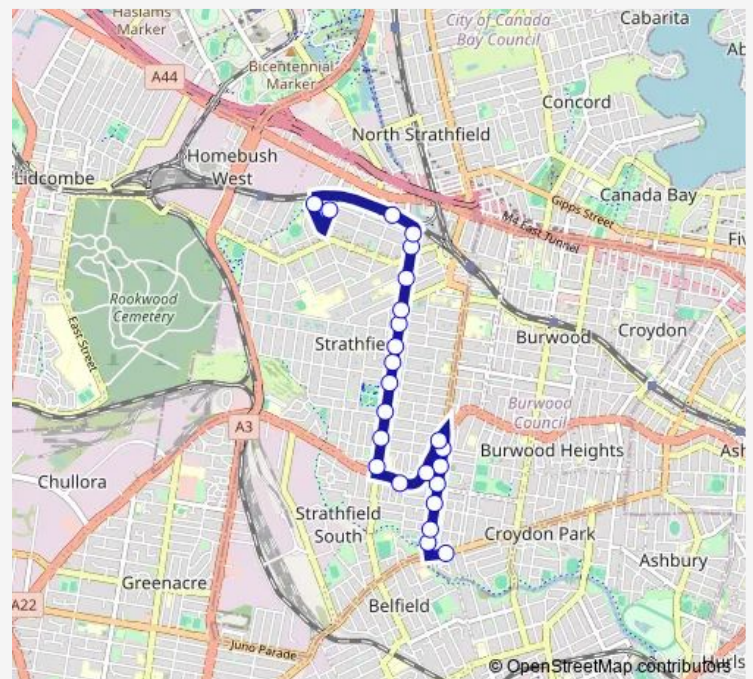 Haslams
Marker
City of Canada
Bay Council
Cabarita
A44
Bicentennial
Marker
Concord
North Strathfield
Homebush
West
Lidcombe
Canada Bay
Gipps Street
M4 East Tunnel
Rookwood
Cemetery
East Street
Strathfie
Burwood
Croydon
Burwood
Council
A3
Burwood Heights
Chullora
Strathfield
South
Croydon Park
Ashbury
Greenacre
A22
Belfield
Juno Parade
© OpenStreetMap contributors